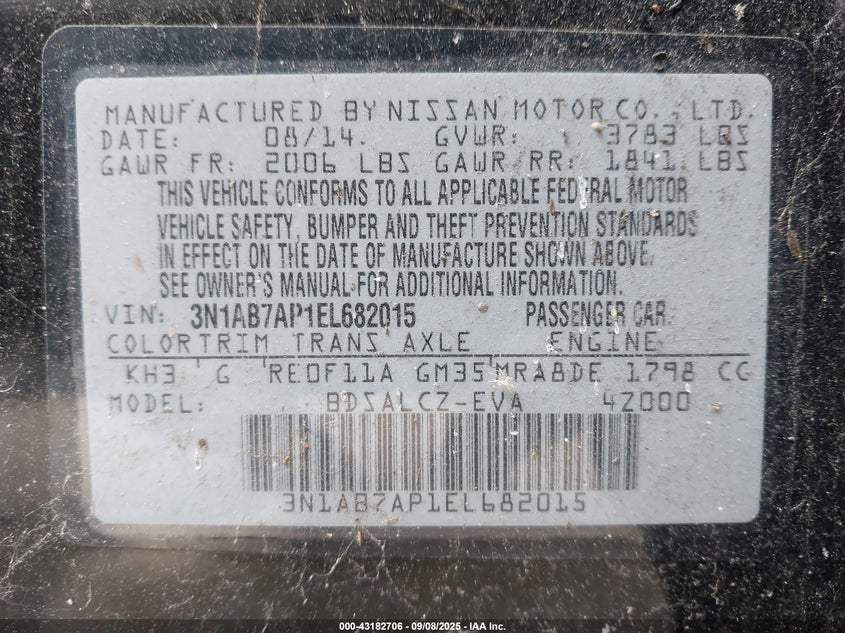 MANUFACTURED BY NISSAN MOTOR CO., LTD.
DATE: 08/14. GVWR: 3783 LBS
GAWR FR: 2006 LBS GAWR RR: 1841 LBS
THIS VEHICLE CONFORMS TO ALL APPLICABLE FEDERAL MOTOR
VEHICLE SAFETY, BUMPER AND THEFT PREVENTION STANDARDS
IN EFFECT ON THE DATE OF MANUFACTURE SHOWN ABOVE.
SEE OWNER'S MANUAL FOR ADDITIONAL INFORMATION.
VIN: 3N1AB7AP1EL682015 PASSENGER CAR.
COLOR TRIM TRANS AXLE ENGINE
KH3 G RE0F11A GM35 MRA8DE 1798 CC
MODEL: BDSALCZ-EVA 42000
3N1AB7AP1EL682015
000-43182706 - 09/08/2025 - IAA Inc.